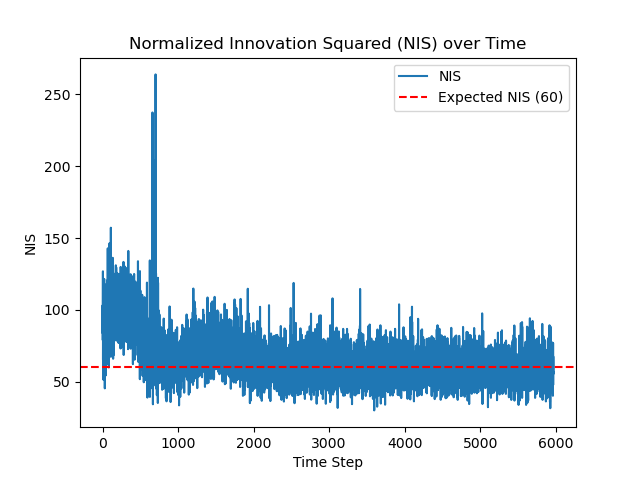 Normalized Innovation Squared (NIS) over Time
NIS
Expected NIS (60)
250
200
150
100
50
NIS
0
1000
2000
3000
4000
5000
6000
Time Step